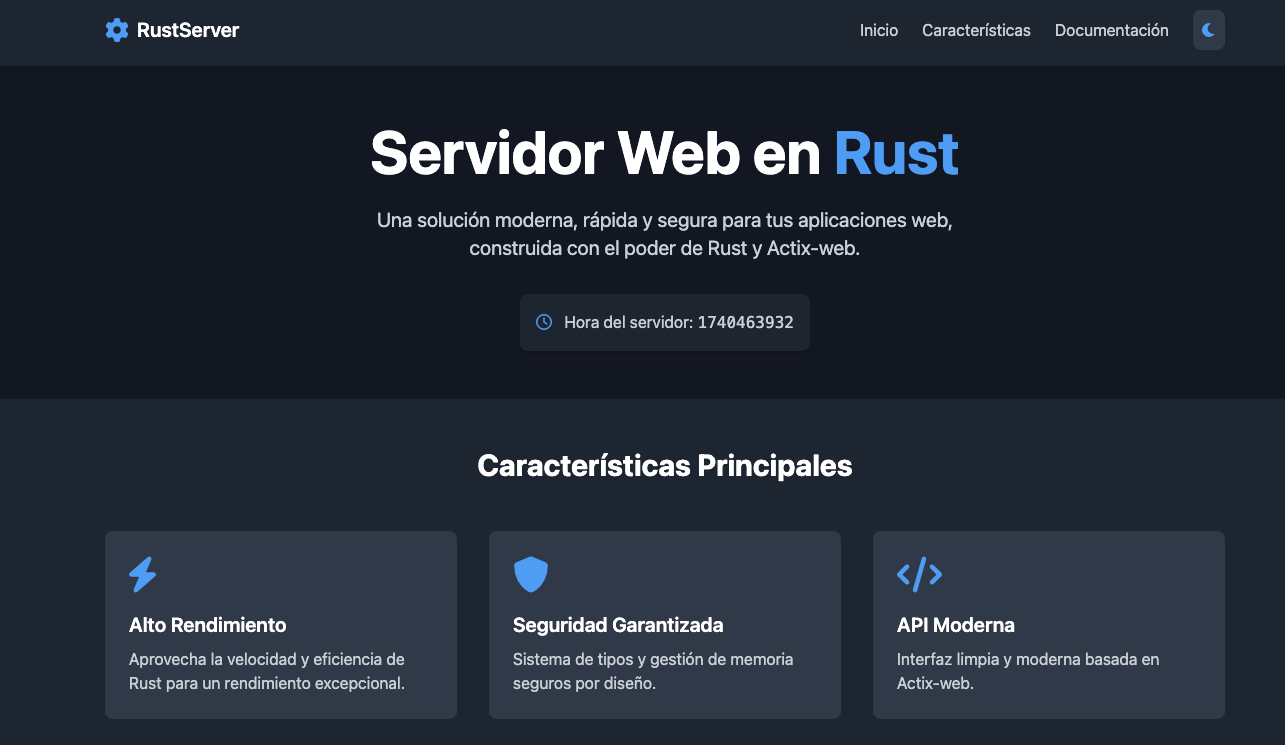 RustServer
Inicio
Características
Documentación
Servidor Web en Rust
Una solución moderna, rápida y segura para tus aplicaciones web,
construida con el poder de Rust y Actix-web.
Hora del servidor: 1740463932
Características Principales
Alto Rendimiento
Aprovecha la velocidad y eficiencia de
Rust para un rendimiento excepcional.
Seguridad Garantizada
Sistema de tipos y gestión de memoria
seguros por diseño.
API Moderna
Interfaz limpia y moderna basada en
Actix-web.